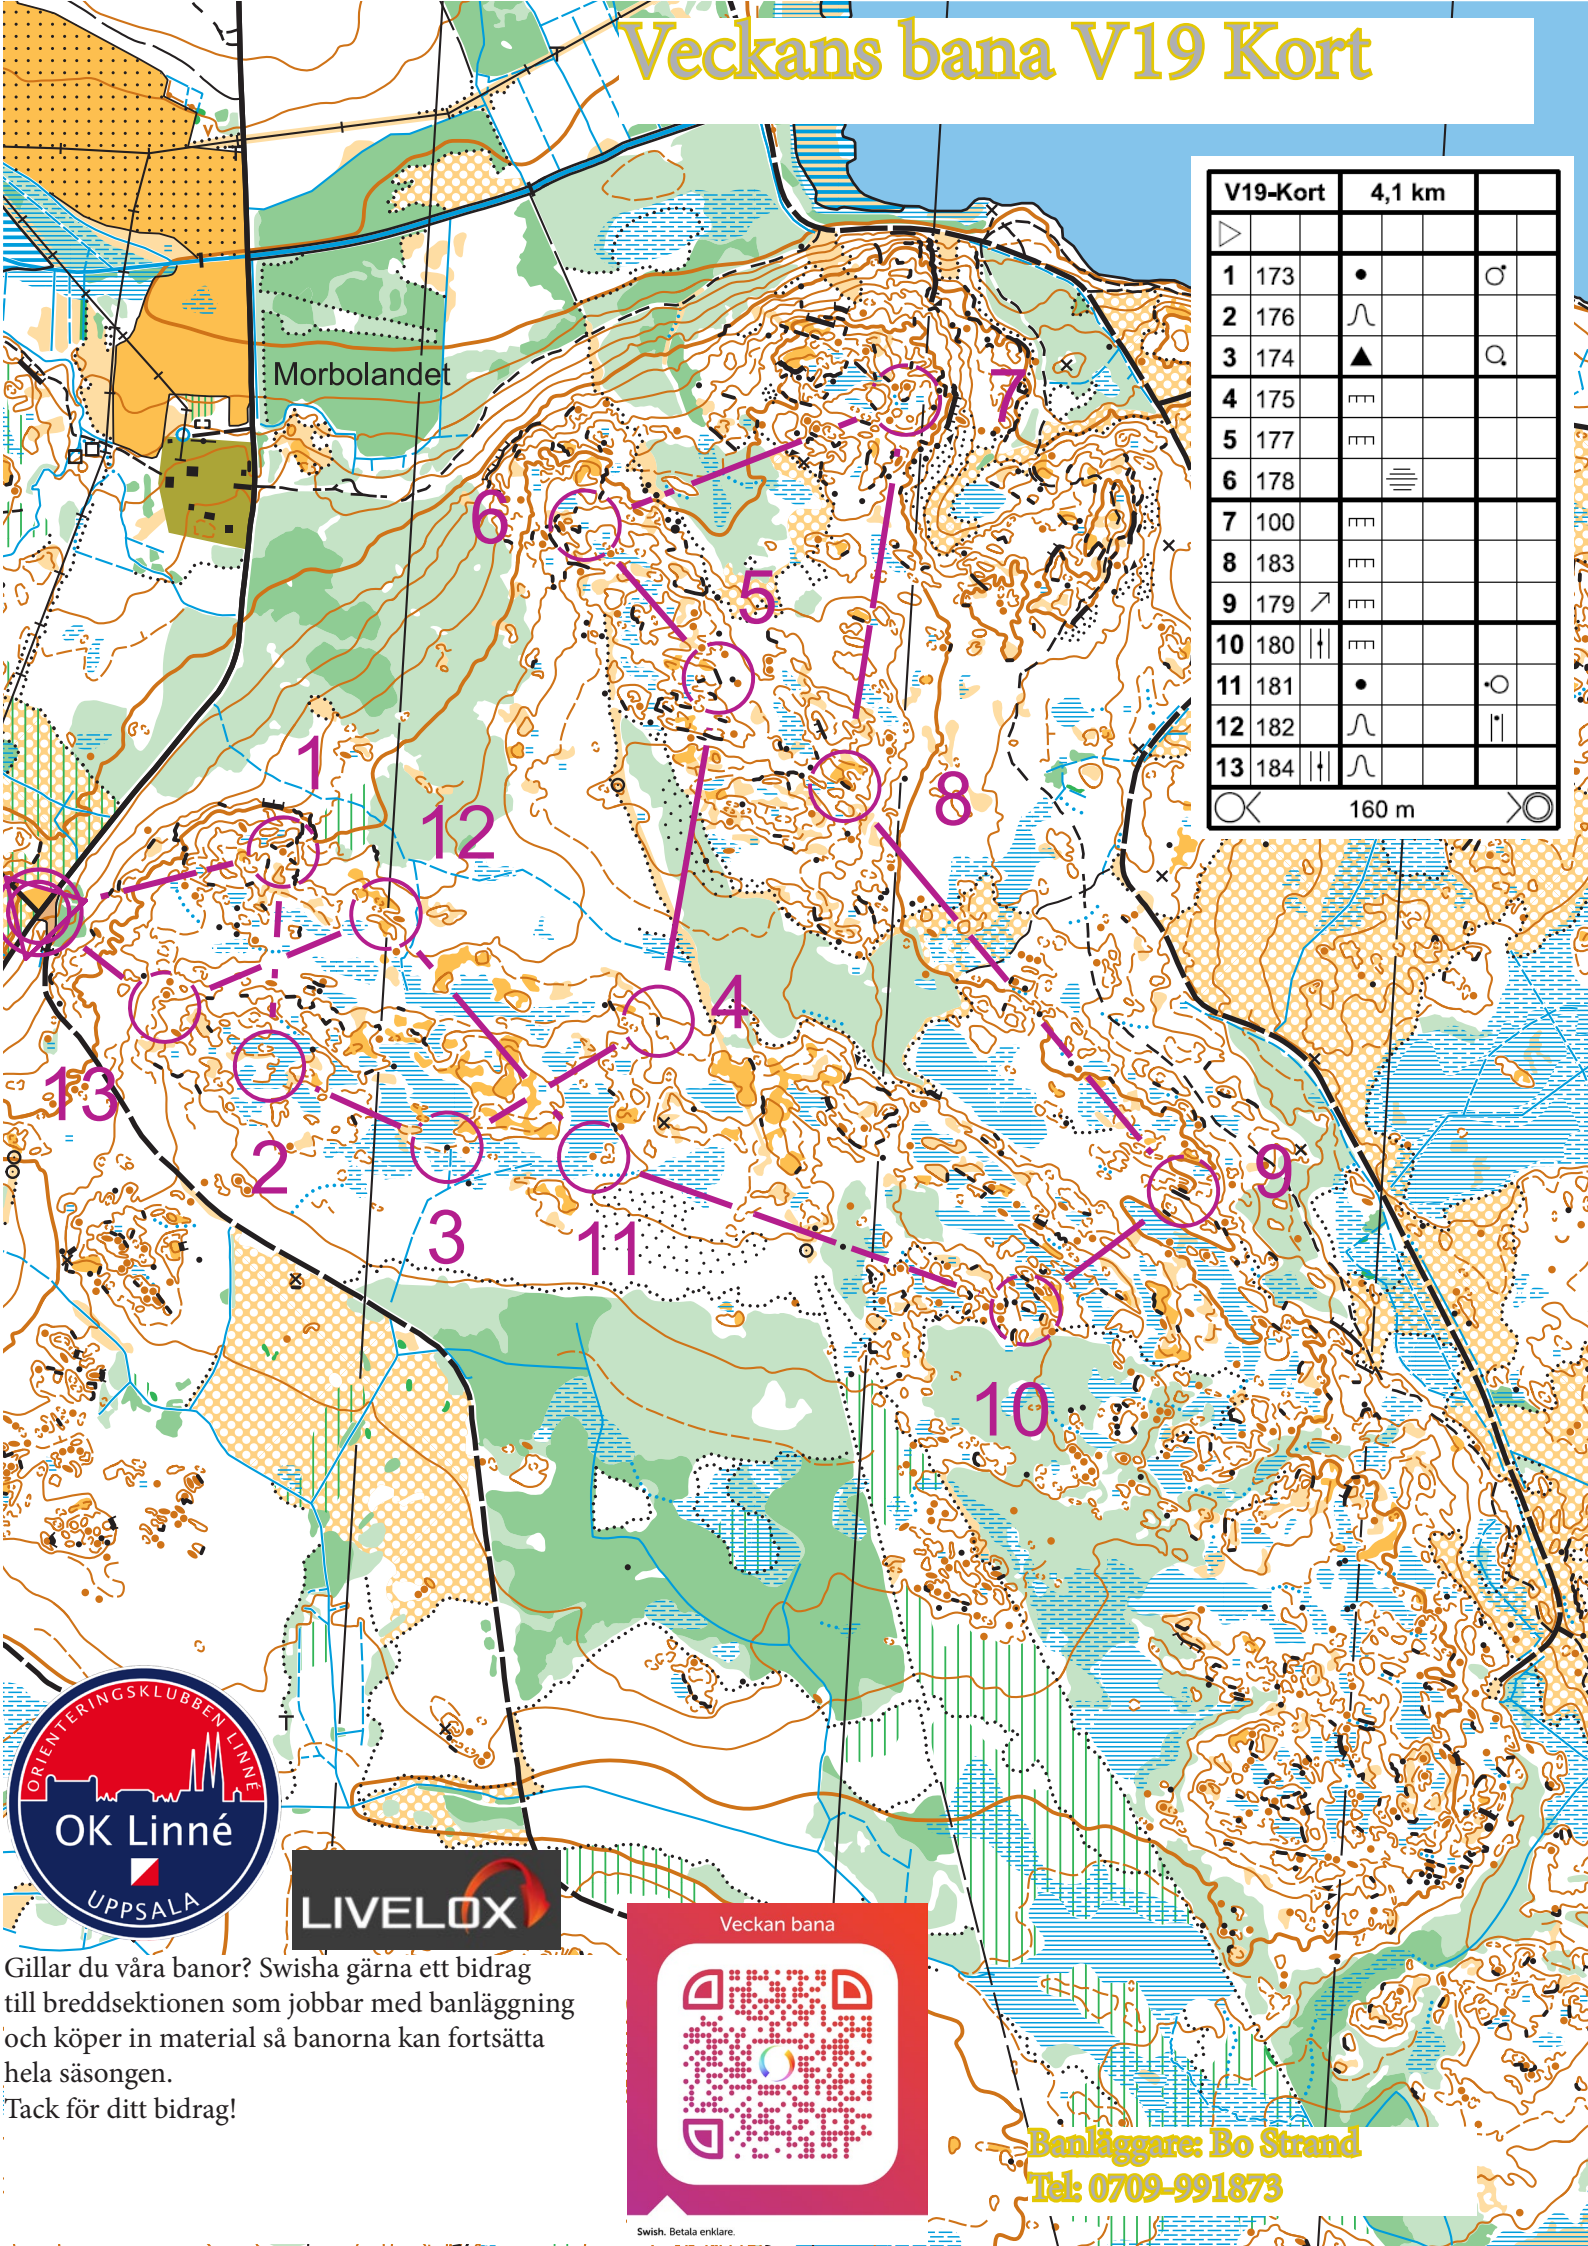 Veckans bana V19 Kort
V19-Kort 4,1 km
1 173
2 176
3 174
4 175
5 177
6 178
7 100
8 183
9 179
10 180
11 181
12 182
13 184
160 m
Morbolandet
7
6
5
1
8
12
4
13
9
2
3
11
10
ORIENTERINGSKLUBBEN LINNÉ
OK Linné
UPPSALA
LIVELOX
Veckan bana
Gillar du våra banor? Swisha gärna ett bidrag
till breddsektionen som jobbar med banläggning
och köper in material så banorna kan fortsätta
hela säsongen.
Tack för ditt bidrag!
Banläggare: Bo Strand
Tel: 0709-991873
Swish. Betala enklare.